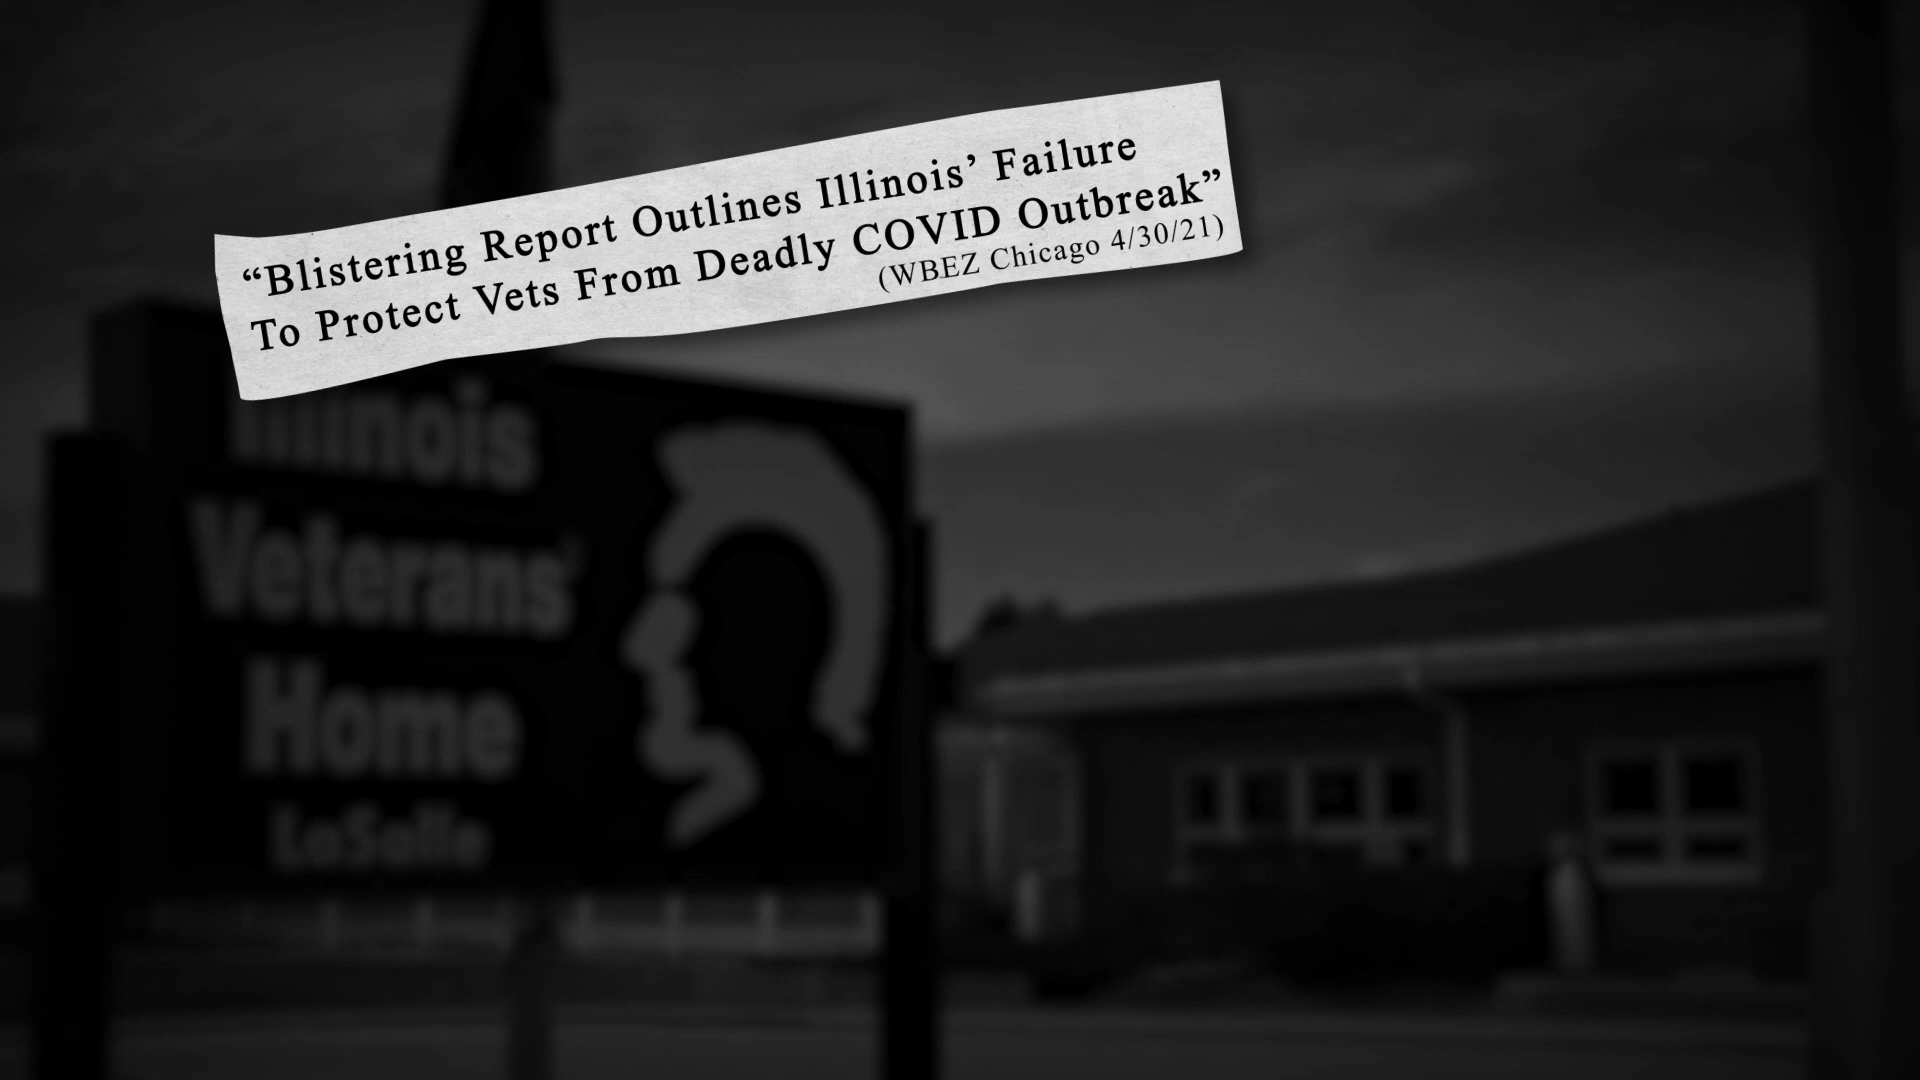 “Blistering Report Outlines Illinois’ Failure
To Protect Vets From Deadly COVID Outbreak”
(WBEZ Chicago 4/30/21)
Illinois
Veterans'
Home
LaSalle